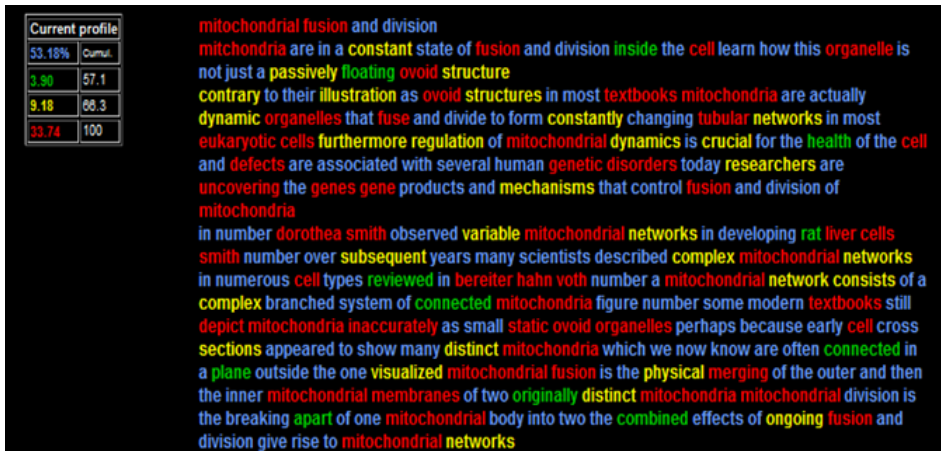 Current profile
53.18% Cumul.
3.90 57.1
9.18 66.3
33.74 100
mitochondrial fusion and division
mitchondria are in a constant state of fusion and division inside the cell learn how this organelle is
not just a passively floating ovoid structure
contrary to their illustration as ovoid structures in most textbooks mitochondria are actually
dynamic organelles that fuse and divide to form constantly changing tubular networks in most
eukaryotic cells furthermore regulation of mitochondrial dynamics is crucial for the health of the cell
and defects are associated with several human genetic disorders today researchers are
uncovering the genes gene products and mechanisms that control fusion and division of
mitochondria
in number dorothea smith observed variable mitochondrial networks in developing rat liver cells
smith number over subsequent years many scientists described complex mitochondrial networks
in numerous cell types reviewed in bereiter hahn voth number a mitochondrial network consists of a
complex branched system of connected mitochondria figure number some modern textbooks still
depict mitochondria inaccurately as small static ovoid organelles perhaps because early cell cross
sections appeared to show many distinct mitochondria which we now know are often connected in
a plane outside the one visualized mitochondrial fusion is the physical merging of the outer and then
the inner mitochondrial membranes of two originally distinct mitochondria mitochondrial division is
the breaking apart of one mitochondrial body into two the combined effects of ongoing fusion and
division give rise to mitochondrial networks